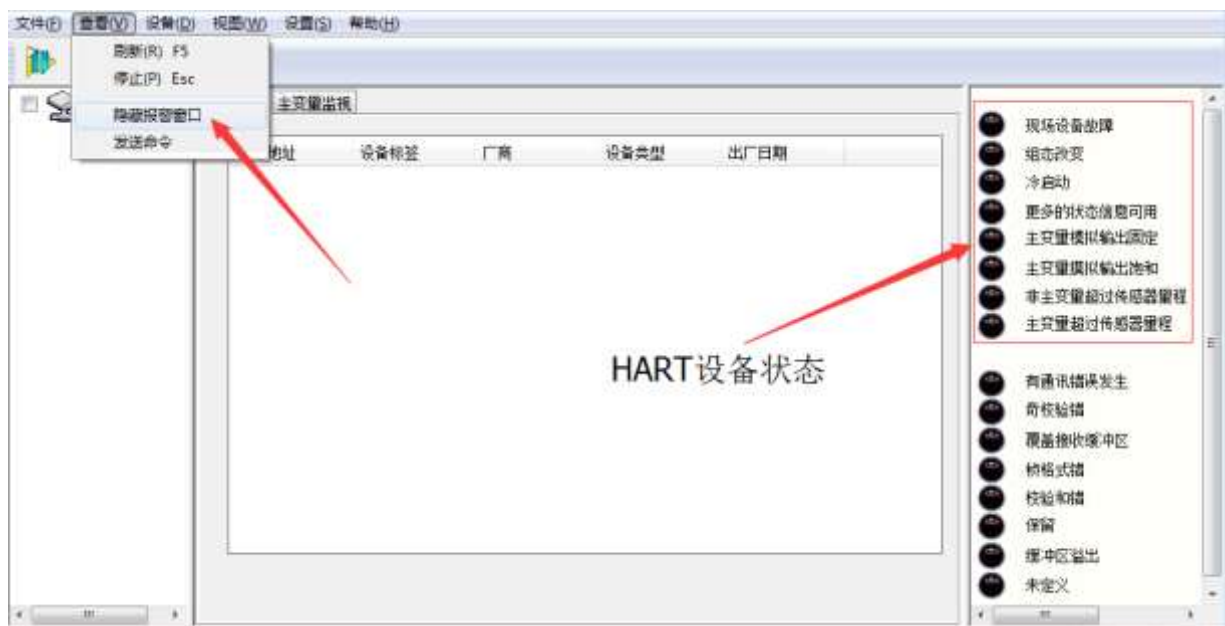 文件(F) 查看(V) 设备(D) 视图(W) 设置(S) 帮助(H)
刷新(R) F5
停止(P) Esc
隐藏报警窗口
发送命令
主变量监视
地址 设备标签 厂商 设备类型 出厂日期
HART设备状态
现场设备故障
组态改变
冷启动
更多的状态信息可用
主变量模拟输出固定
主变量模拟输出饱和
非主变量超过传感器量程
主变量超过传感器量程
有通讯错误发生
奇校验错
覆盖接收缓冲区
帧格式错
校验和错
保留
缓冲区溢出
未定义